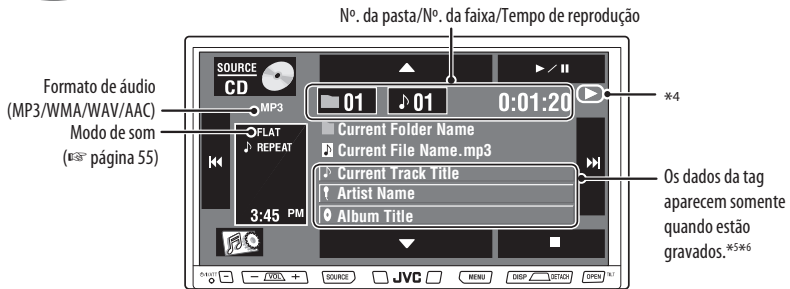 Nº. da pasta/Nº. da faixa/Tempo de reprodução
Formato de áudio
(MP3/WMA/WAV/AAC)
Modo de som
(☞ página 55)
SOURCE
CD
MP3
FLAT
REPEAT
3:45 PM
01
01
0:01:20
Current Folder Name
Current File Name.mp3
Current Track Title
Artist Name
Album Title
*4
Os dados da tag
aparecem somente
quando estão
gravados.*5*6
VOL
SOURCE
JVC
MENU
DISP
DETACH
OPEN
TILT